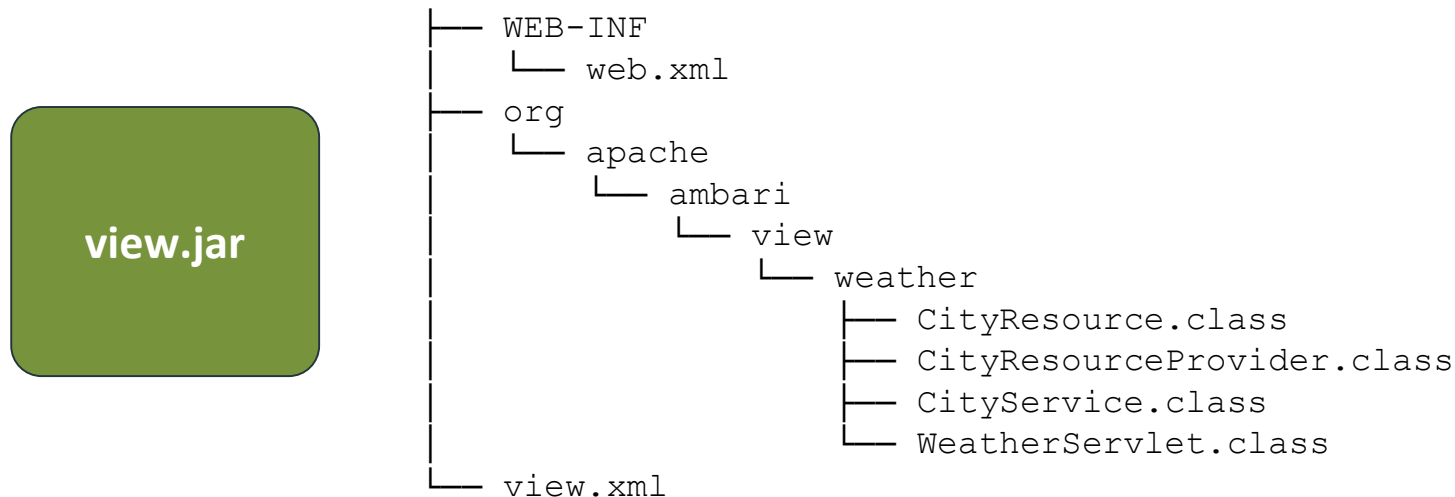 view.jar
├── WEB-INF
│   └── web.xml
├── org
│   └── apache
│       └── ambari
│           └── view
│               └── weather
│                   ├── CityResource.class
│                   ├── CityResourceProvider.class
│                   ├── CityService.class
│                   └── WeatherServlet.class
└── view.xml